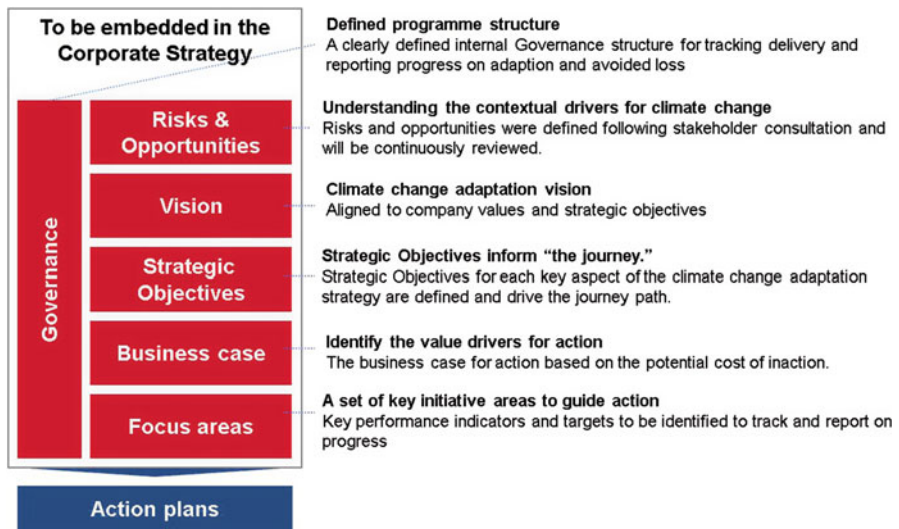 To be embedded in the
Corporate Strategy
Governance
Risks &
Opportunities
Vision
Strategic
Objectives
Business case
Focus areas
Action plans
Defined programme structure
A clearly defined internal Governance structure for tracking delivery and
reporting progress on adaption and avoided loss
Understanding the contextual drivers for climate change
Risks and opportunities were defined following stakeholder consultation and
will be continuously reviewed.
Climate change adaptation vision
Aligned to company values and strategic objectives
Strategic Objectives inform “the journey.”
Strategic Objectives for each key aspect of the climate change adaptation
strategy are defined and drive the journey path.
Identify the value drivers for action
The business case for action based on the potential cost of inaction.
A set of key initiative areas to guide action
Key performance indicators and targets to be identified to track and report on
progress